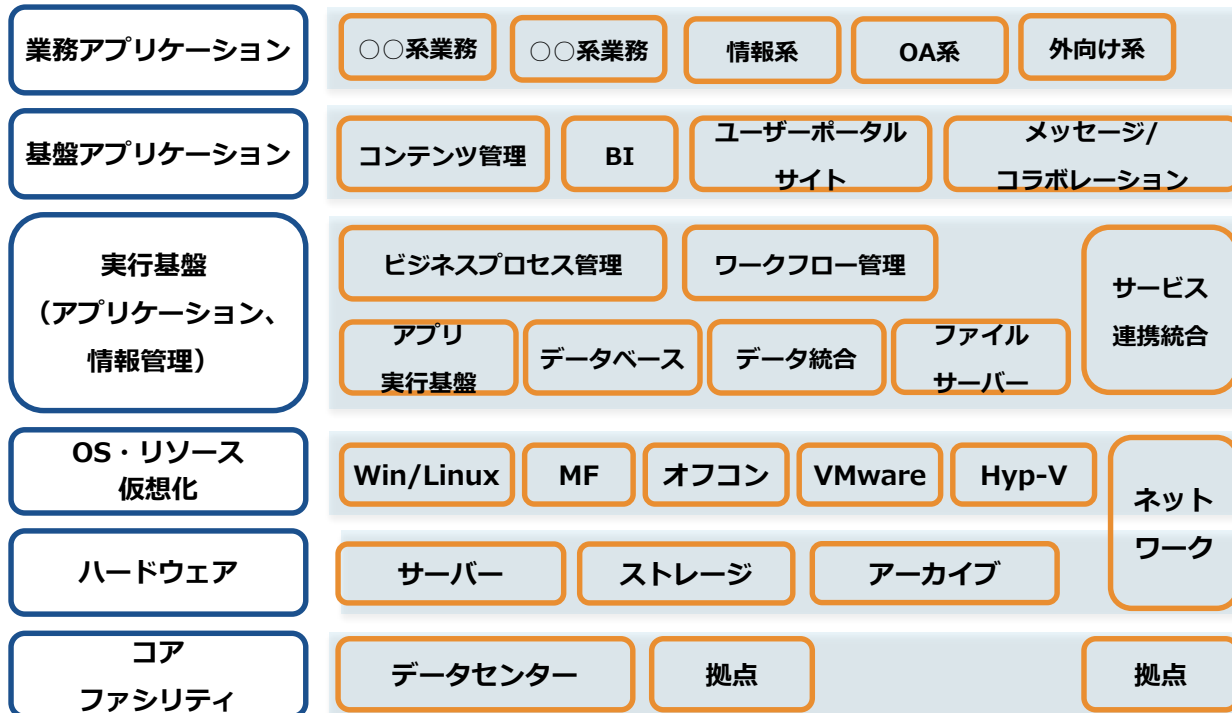 業務アプリケーション
○○系業務
○○系業務
情報系
OA系
外向け系
基盤アプリケーション
コンテンツ管理
BI
ユーザーポータル
サイト
メッセージ/
コラボレーション
実行基盤
（アプリケーション、
情報管理）
ビジネスプロセス管理
ワークフロー管理
アプリ
実行基盤
データベース
データ統合
ファイル
サーバー
サービス
連携統合
OS・リソース
仮想化
Win/Linux
MF
オフコン
VMware
Hyp-V
ネット
ワーク
ハードウェア
サーバー
ストレージ
アーカイブ
コア
ファシリティ
データセンター
拠点
拠点